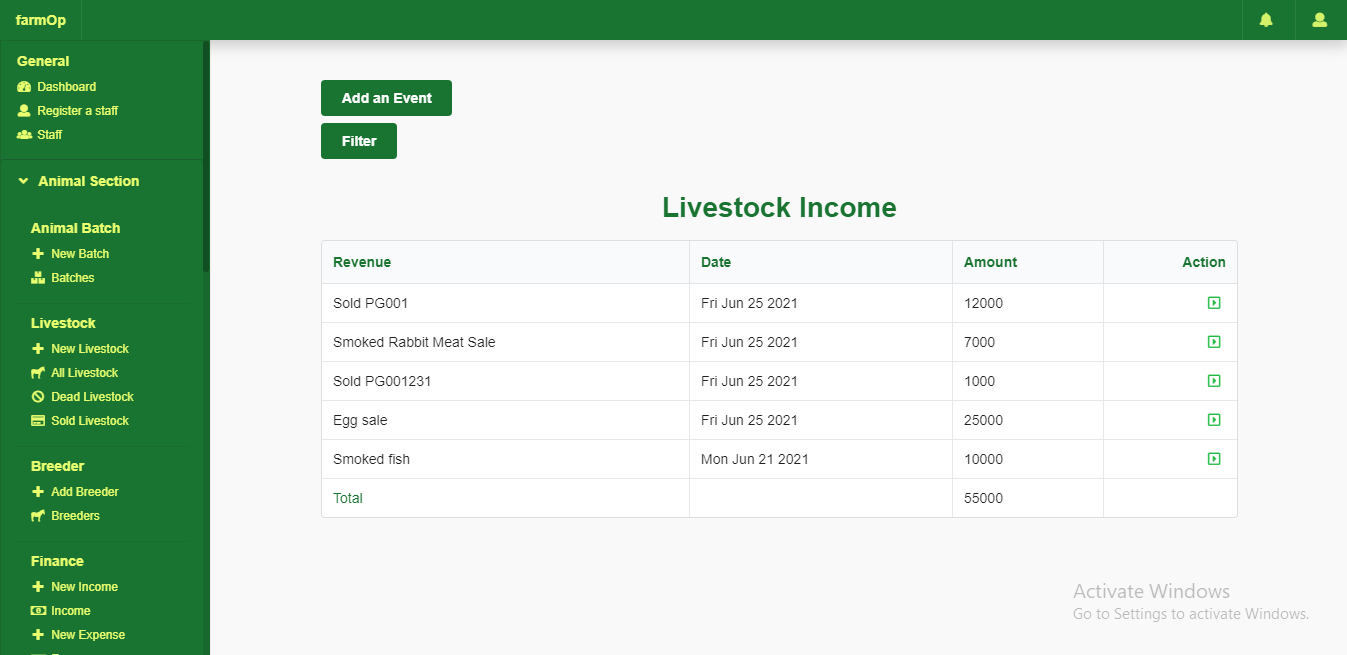 farmOp
General
Dashboard
Register a staff
Staff
Animal Section
Animal Batch
New Batch
Batches
Livestock
New Livestock
All Livestock
Dead Livestock
Sold Livestock
Breeder
Add Breeder
Breeders
Finance
New Income
Income
New Expense
Add an Event
Filter
Livestock Income
Revenue Date Amount Action
Sold PG001 Fri Jun 25 2021 12000
Smoked Rabbit Meat Sale Fri Jun 25 2021 7000
Sold PG001231 Fri Jun 25 2021 1000
Egg sale Fri Jun 25 2021 25000
Smoked fish Mon Jun 21 2021 10000
Total 55000
Activate Windows
Go to Settings to activate Windows.